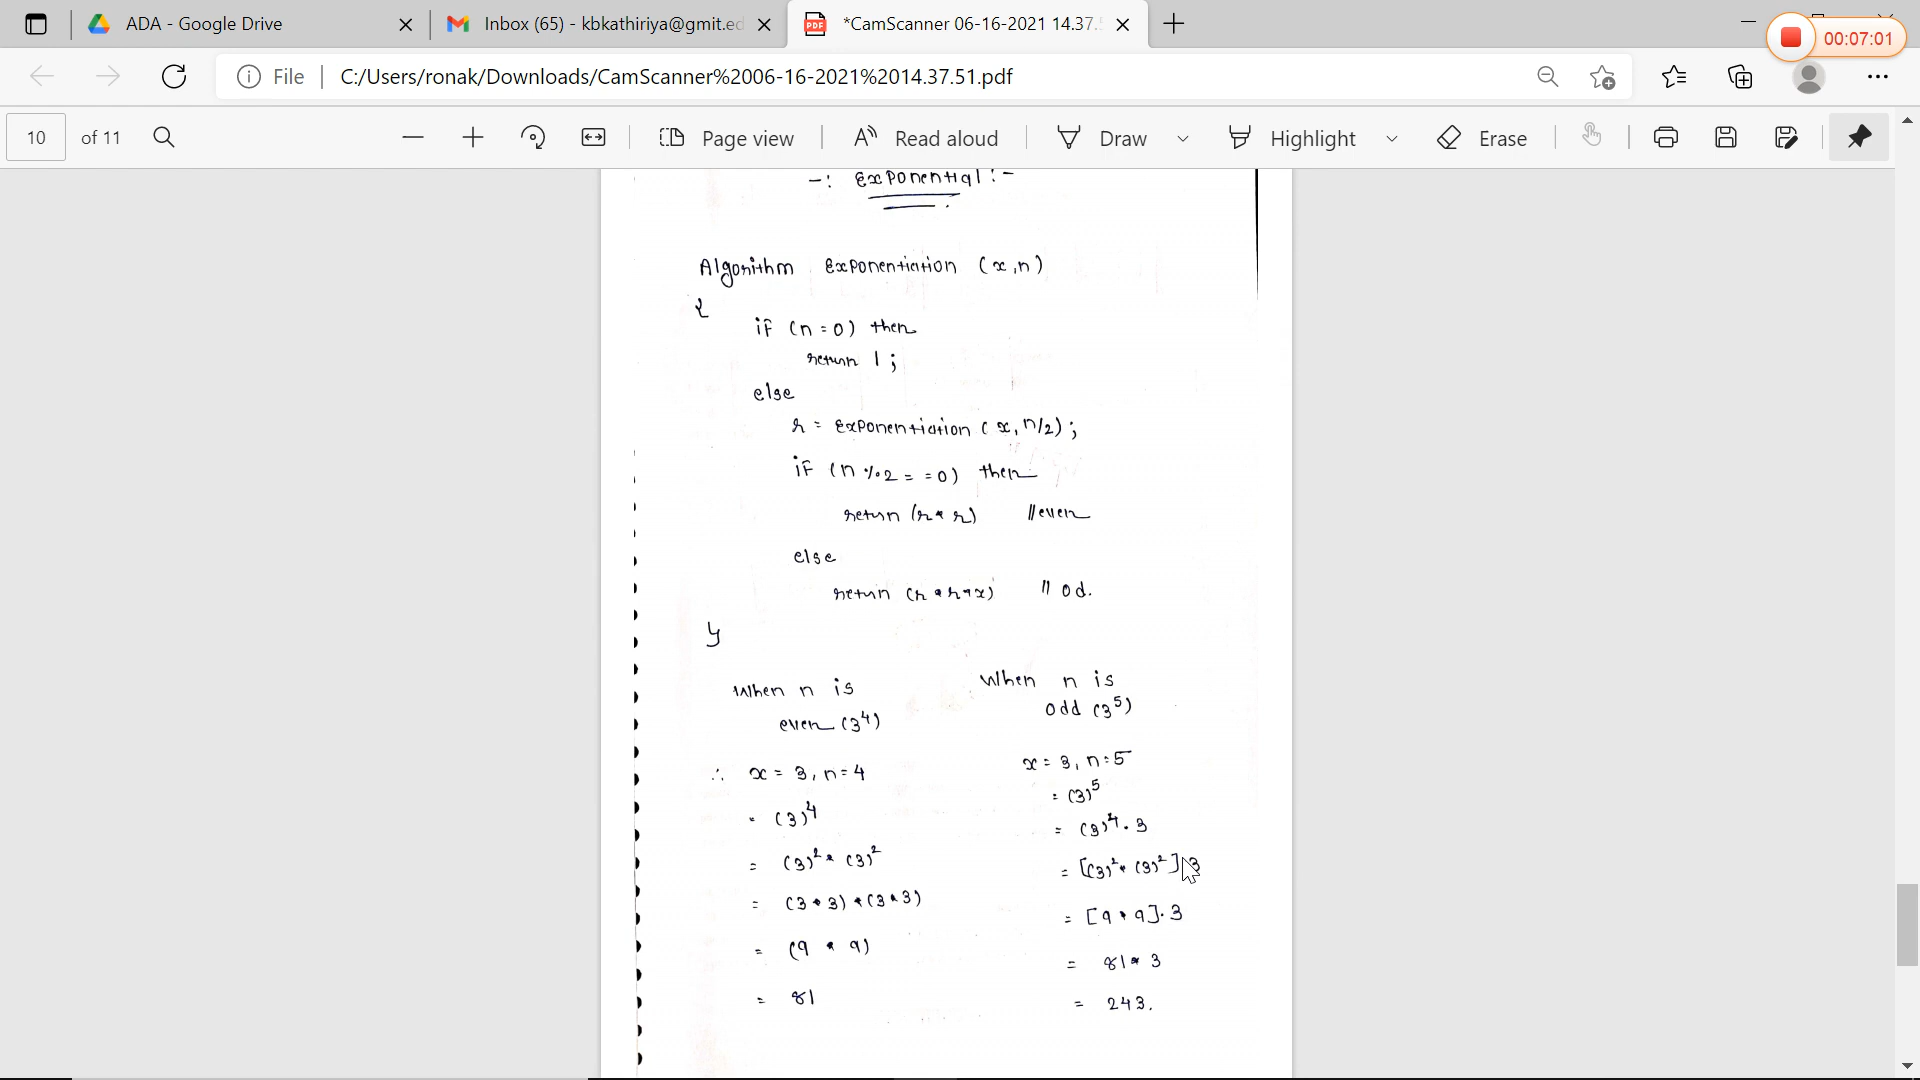 ADA - Google Drive
Inbox (65) - kbkathiriya@gmit.ed
*CamScanner 06-16-2021 14.37.5
00:07:01
File
C:/Users/ronak/Downloads/CamScanner%2006-16-2021%2014.37.51.pdf
10 of 11
Page view
Read aloud
Draw
Highlight
Erase
-: Exponential :-
Algorithm Exponentiation (x,n)
{
if (n=0) then
return 1;
else
r = Exponentiation (x, n/2);
if (n%2==0) then
return (r*r) //even
else
return (r*r*x) // od.
}
When n is
even (3⁴)
∴ x = 3, n=4
= (3)⁴
= (3)² * (3)²
= (3*3)*(3*3)
= (9 * 9)
= 81
When n is
odd (3⁵)
x = 3, n=5
= (3)⁵
= (3)⁴.3
= [(3)²*(3)²].3
= [9*9].3
= 81*3
= 243.